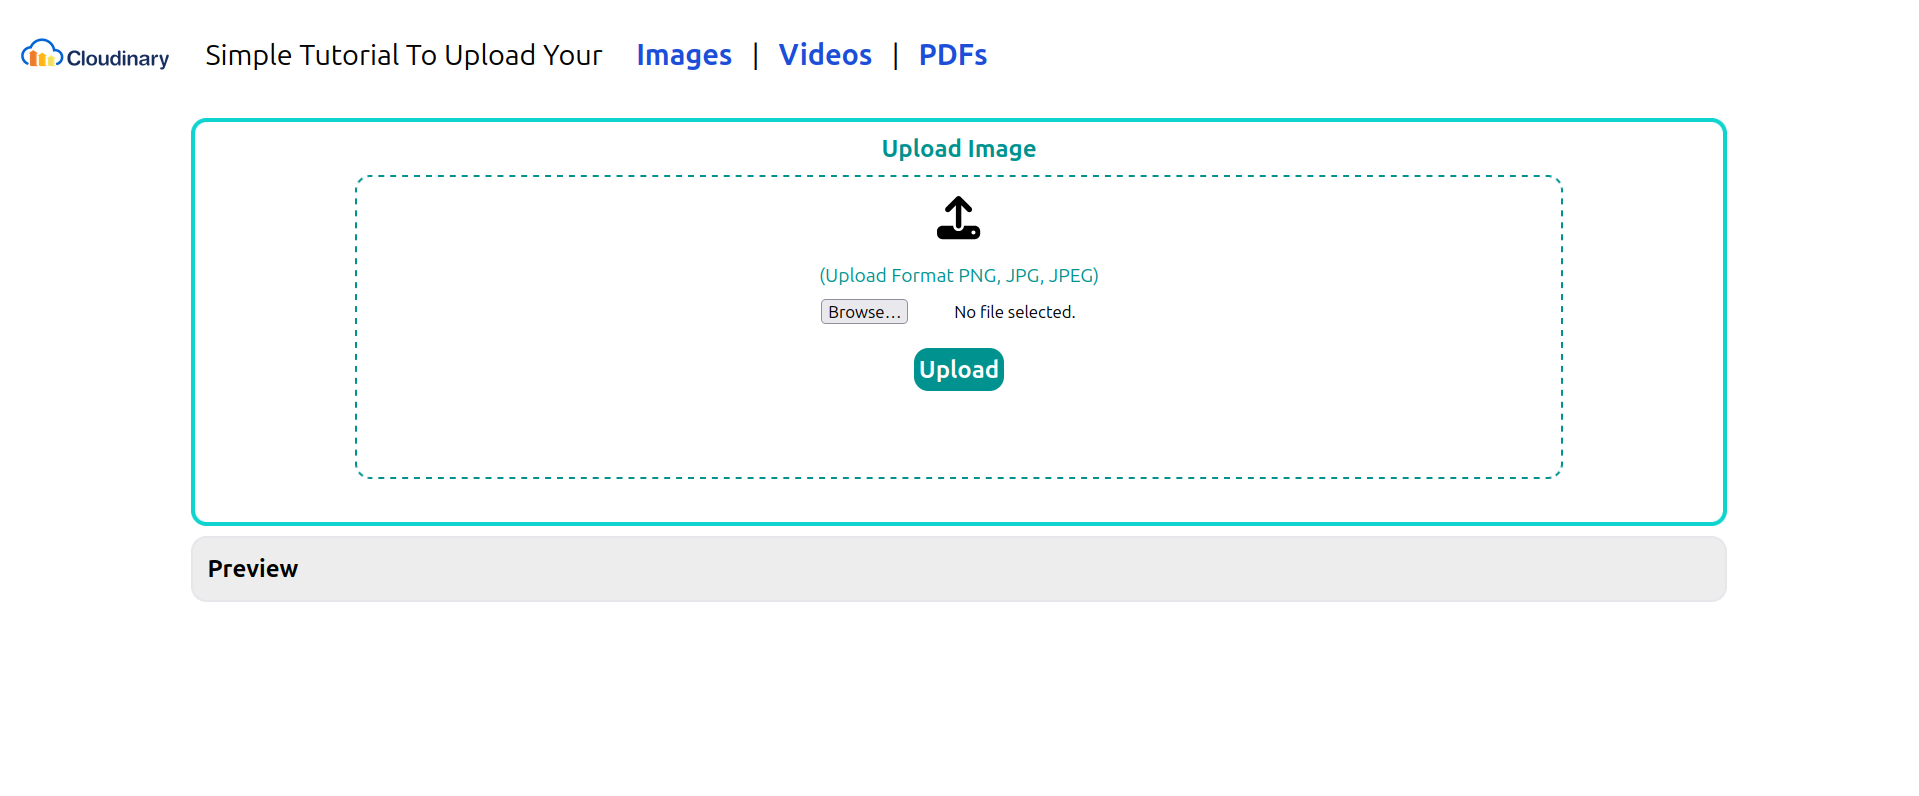 Cloudinary Simple Tutorial To Upload Your Images | Videos | PDFs
Upload Image
(Upload Format PNG, JPG, JPEG)
Browse… No file selected.
Upload
Preview